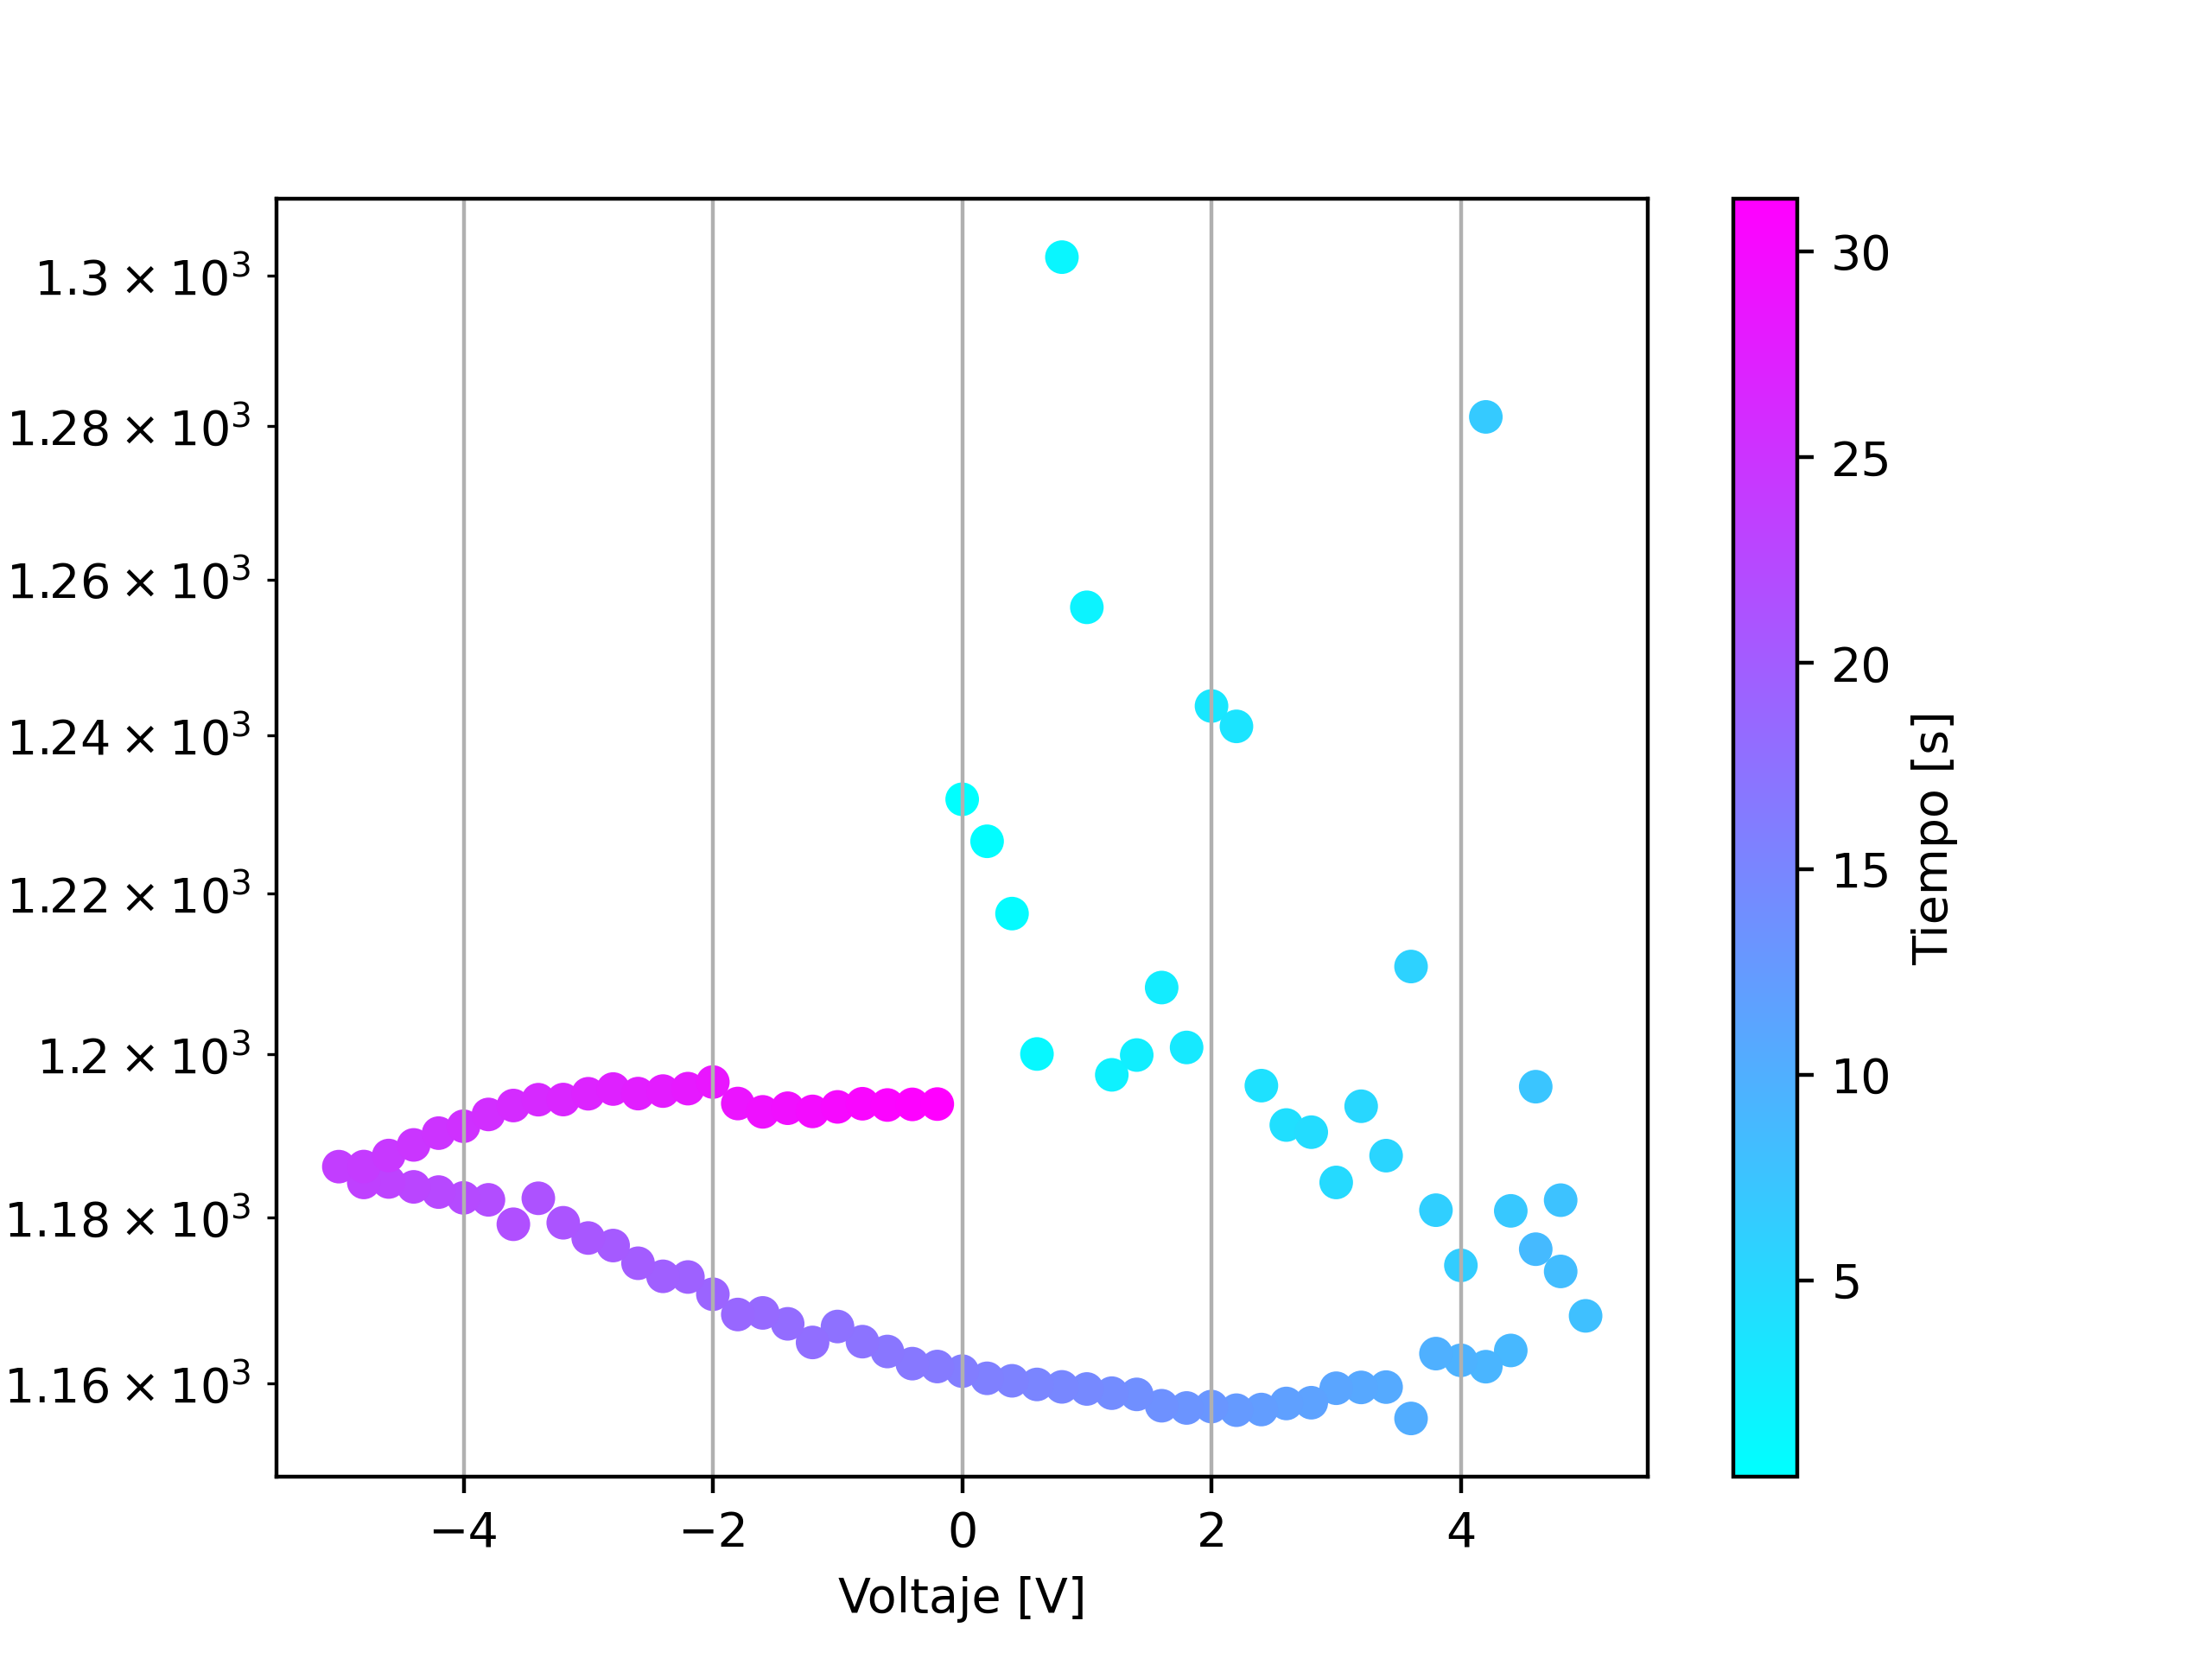 1.3 × 10³
1.28 × 10³
1.26 × 10³
1.24 × 10³
1.22 × 10³
1.2 × 10³
1.18 × 10³
1.16 × 10³
−4 −2 0 2 4
Voltaje [V]
30
25
20
15
10
5
Tiempo [s]